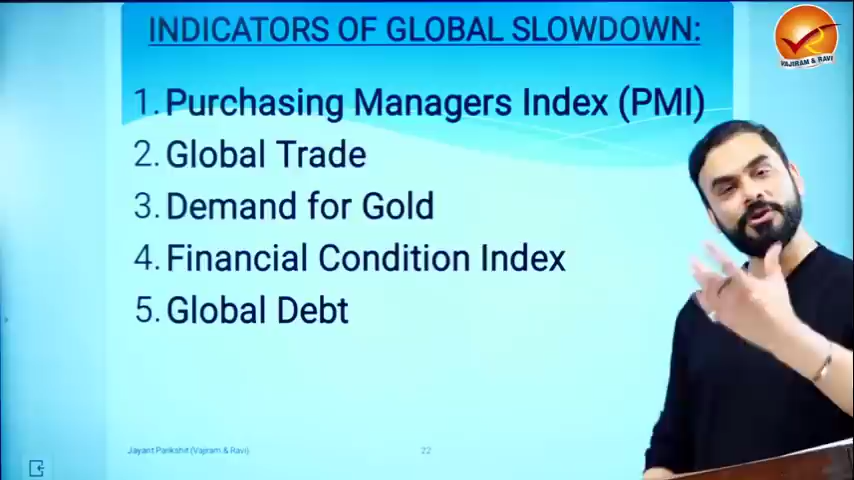 INDICATORS OF GLOBAL SLOWDOWN:
VAJIRAM & RAVI
1. Purchasing Managers Index (PMI)
2. Global Trade
3. Demand for Gold
4. Financial Condition Index
5. Global Debt
Jayant Parikshit (Vajiram & Ravi)
22